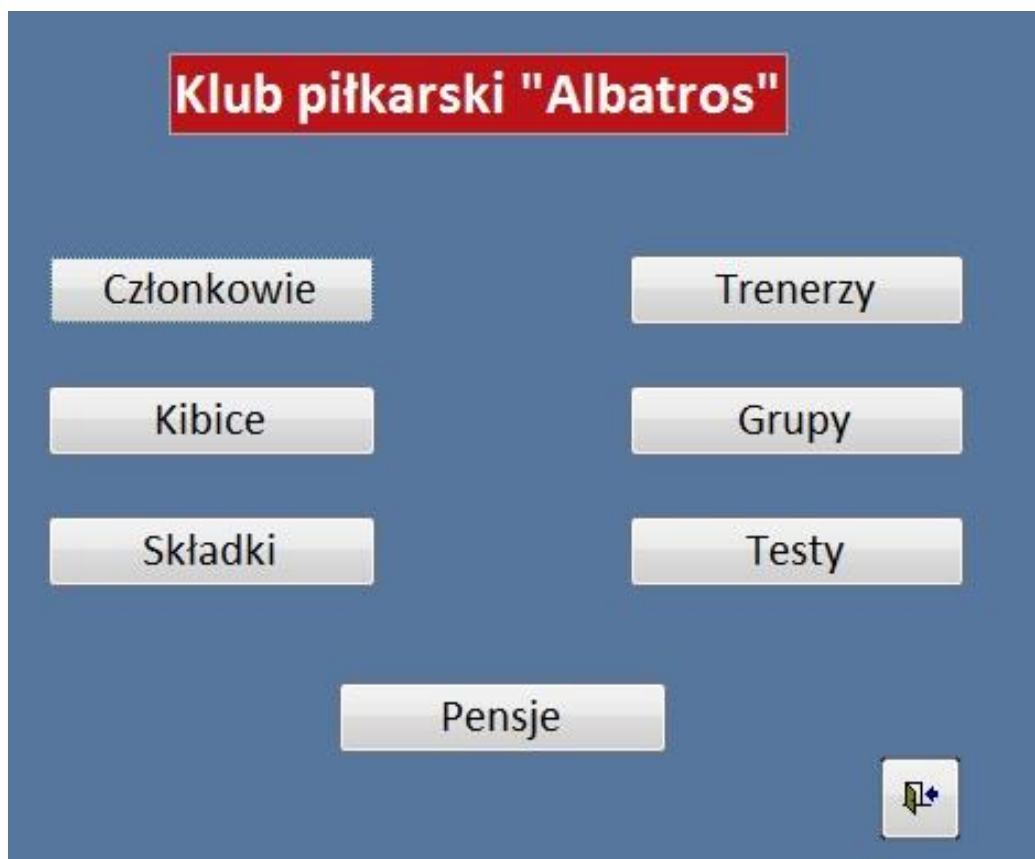 Klub piłkarski "Albatros"
Członkowie
Trenerzy
Kibice
Grupy
Składki
Testy
Pensje